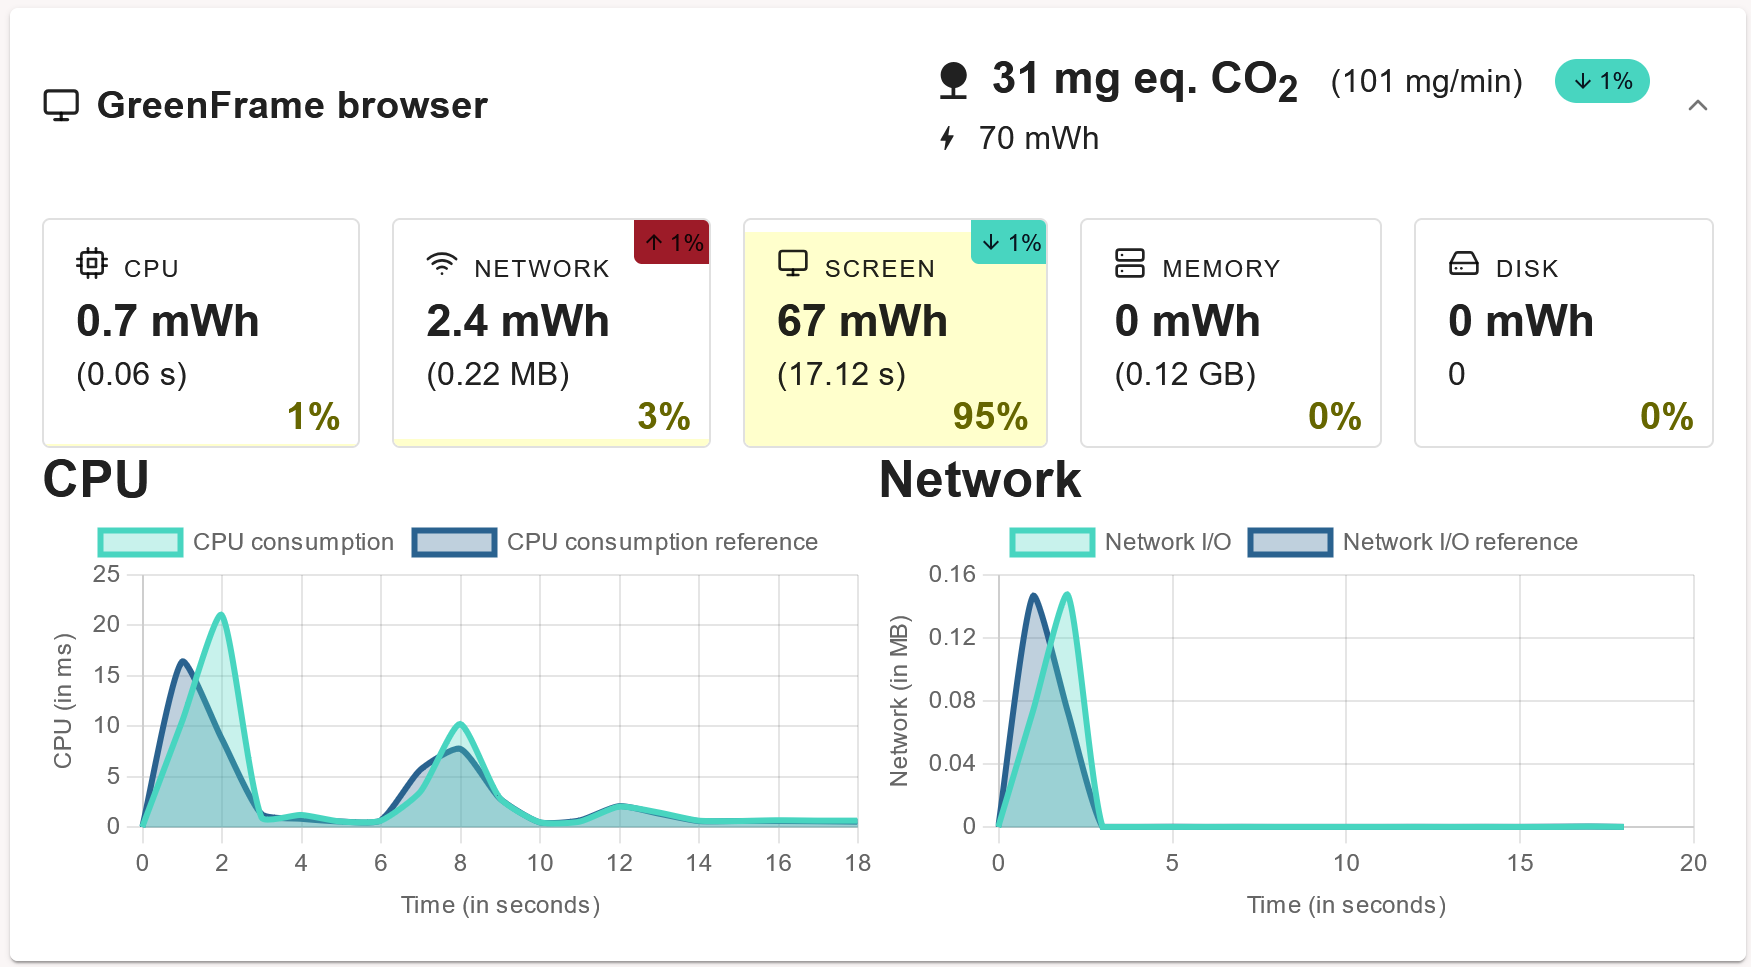 GreenFrame browser
31 mg eq. CO2 (101 mg/min) ↓ 1%
70 mWh
CPU
0.7 mWh
(0.06 s)
1%
NETWORK
↑ 1%
2.4 mWh
(0.22 MB)
3%
SCREEN
↓ 1%
67 mWh
(17.12 s)
95%
MEMORY
0 mWh
(0.12 GB)
0%
DISK
0 mWh
0
0%
CPU
CPU consumption CPU consumption reference
25
20
15
10
5
0
CPU (in ms)
0 2 4 6 8 10 12 14 16 18
Time (in seconds)
Network
Network I/O Network I/O reference
0.16
0.12
0.08
0.04
0
Network (in MB)
0 5 10 15 20
Time (in seconds)